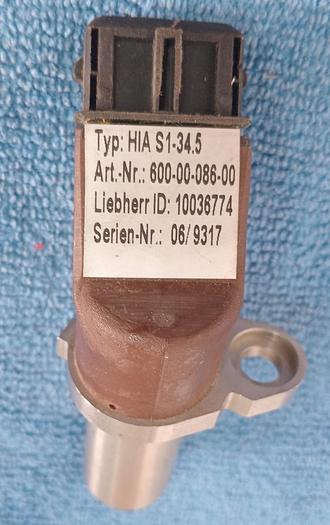 Typ: HIA S1-34.5
Art.-Nr.: 600-00-086-00
Liebherr ID: 10036774
Serien-Nr.: 06/9317